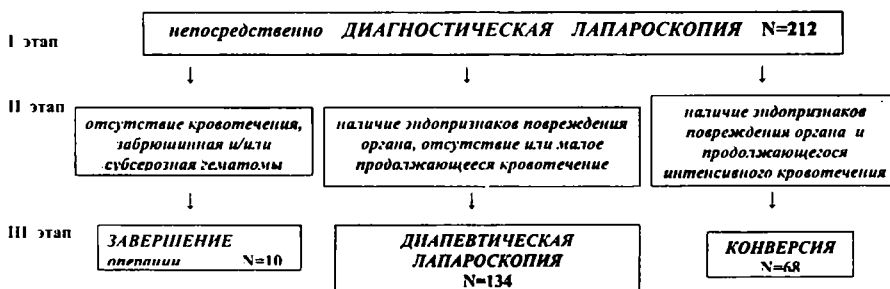 I этап
непосредственно ДИАГНОСТИЧЕСКАЯ ЛАПАРОСКОПИЯ N=212
II этап
отсутствие кровотечения,
забрюшинная и/или
субсерозная гематомы
наличие эндопризнаков повреждения
органа, отсутствие или малое
продолжающееся кровотечение
наличие эндопризнаков
повреждения органа и
продолжающегося
интенсивного кровотечения
III этап
ЗАВЕРШЕНИЕ
операции N=10
ДИАПЕВТИЧЕСКАЯ
ЛАПАРОСКОПИЯ
N=134
КОНВЕРСИЯ
N=68